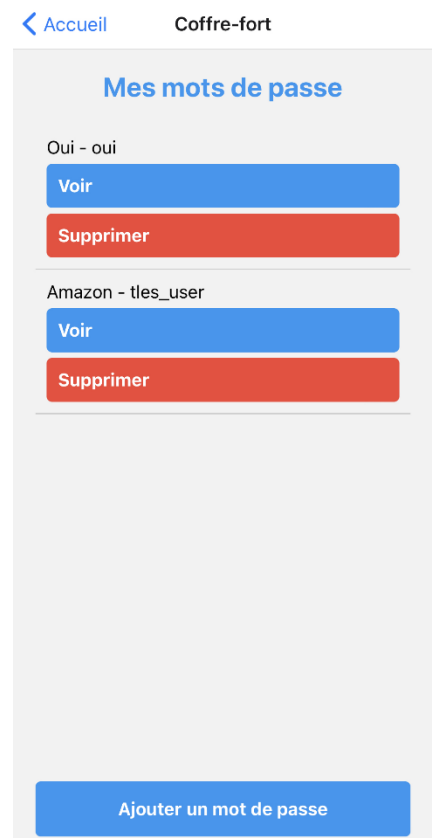 Accueil Coffre-fort
Mes mots de passe
Oui - oui
Voir
Supprimer
Amazon - tles_user
Voir
Supprimer
Ajouter un mot de passe